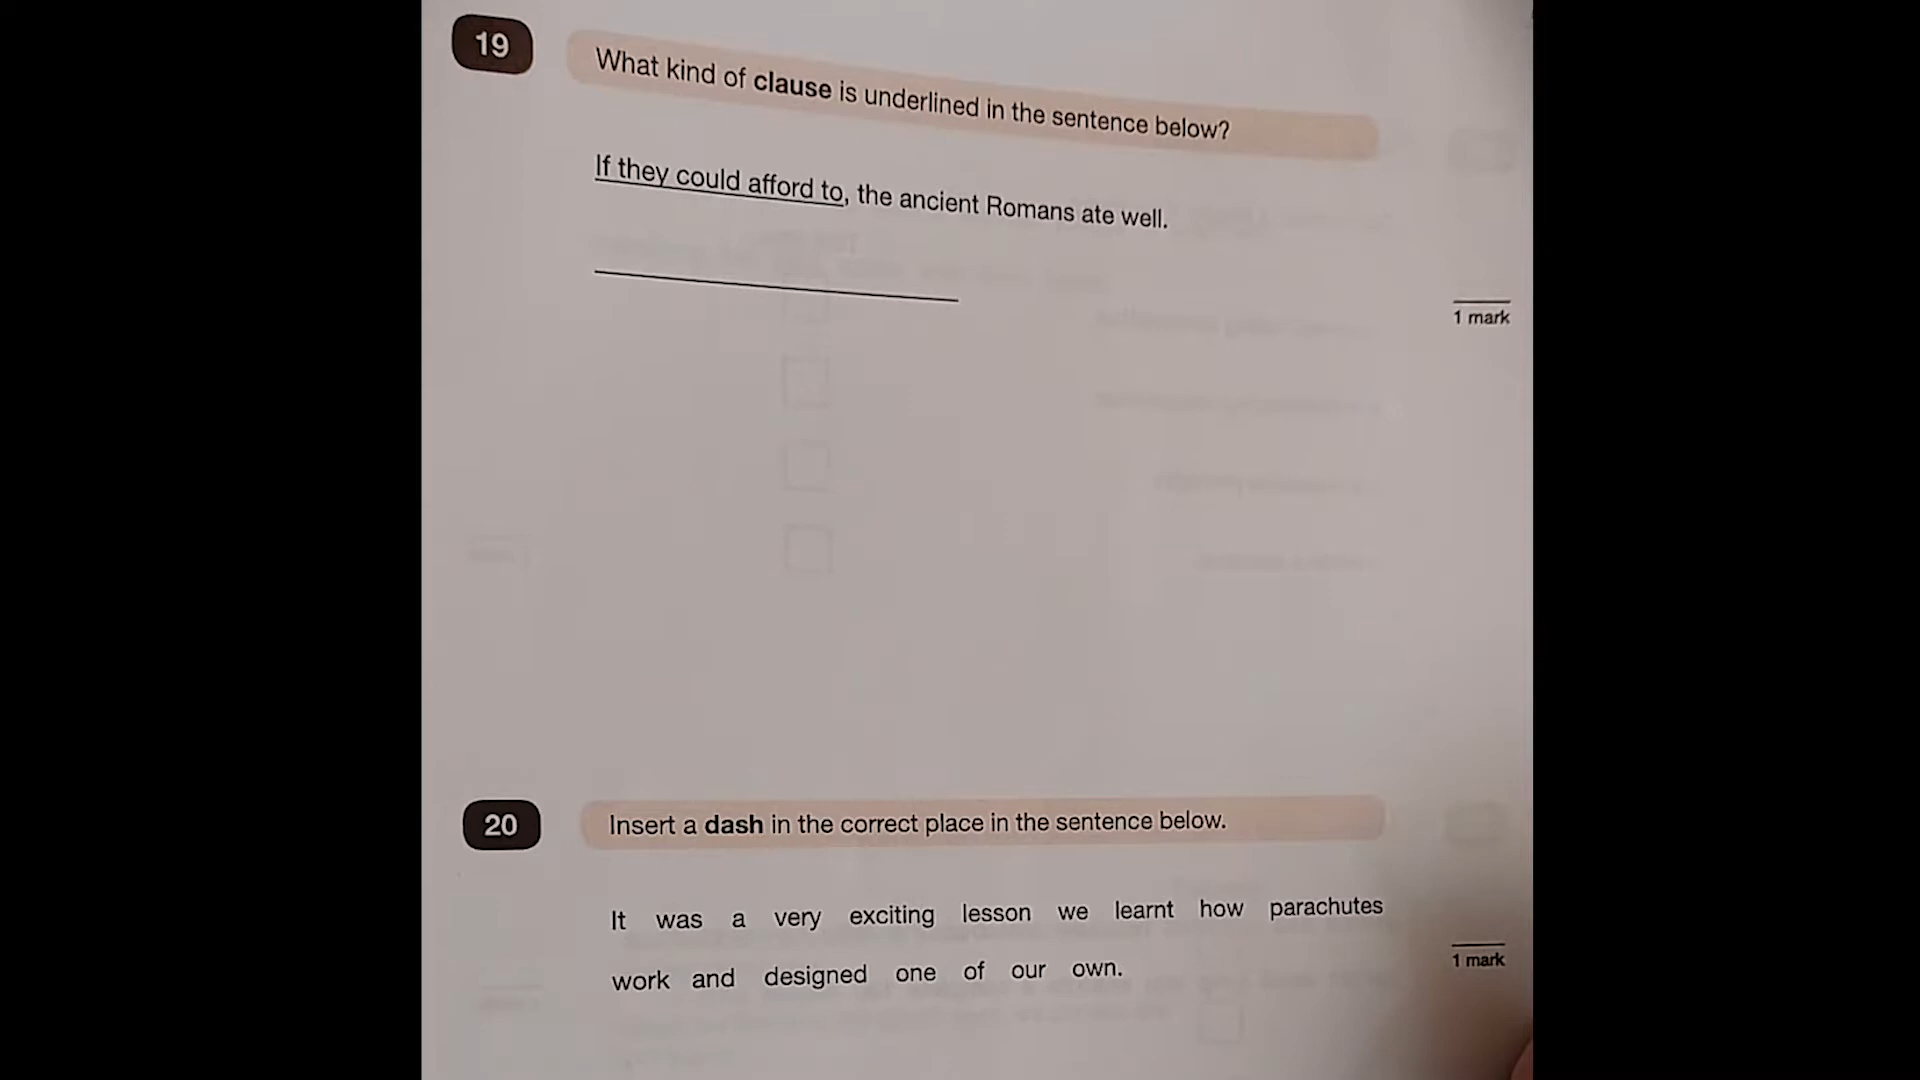 19
What kind of clause is underlined in the sentence below?
If they could afford to, the ancient Romans ate well.
1 mark
20
Insert a dash in the correct place in the sentence below.
It was a very exciting lesson we learnt how parachutes
work and designed one of our own.
1 mark